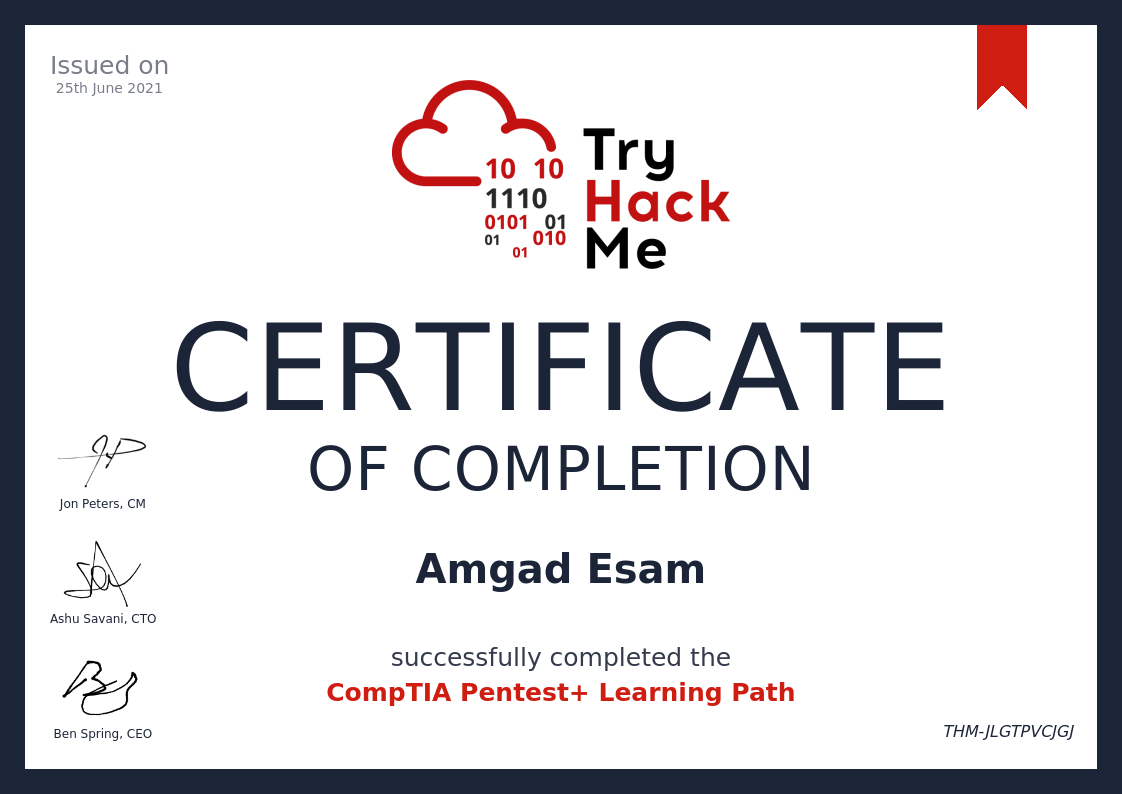 Issued on
25th June 2021
10 10
1110
0101 01
01 010
01
Try
Hack
Me
CERTIFICATE
OF COMPLETION
Jon Peters, CM
Amgad Esam
Ashu Savani, CTO
successfully completed the
CompTIA Pentest+ Learning Path
Ben Spring, CEO
THM-JLGTPVCJGJ